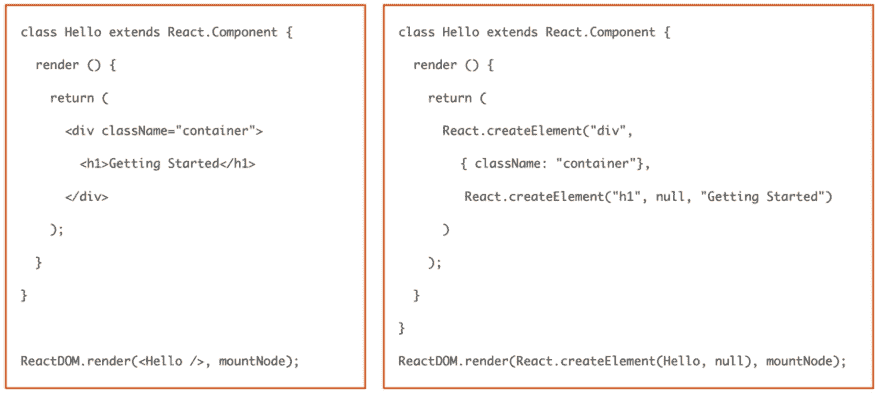 class Hello extends React.Component {
render () {
return (
<div className="container">
<h1>Getting Started</h1>
</div>
);
}
}
ReactDOM.render(<Hello />, mountNode);
class Hello extends React.Component {
render () {
return (
React.createElement("div",
{ className: "container"},
React.createElement("h1", null, "Getting Started")
)
);
}
}
ReactDOM.render(React.createElement(Hello, null), mountNode);